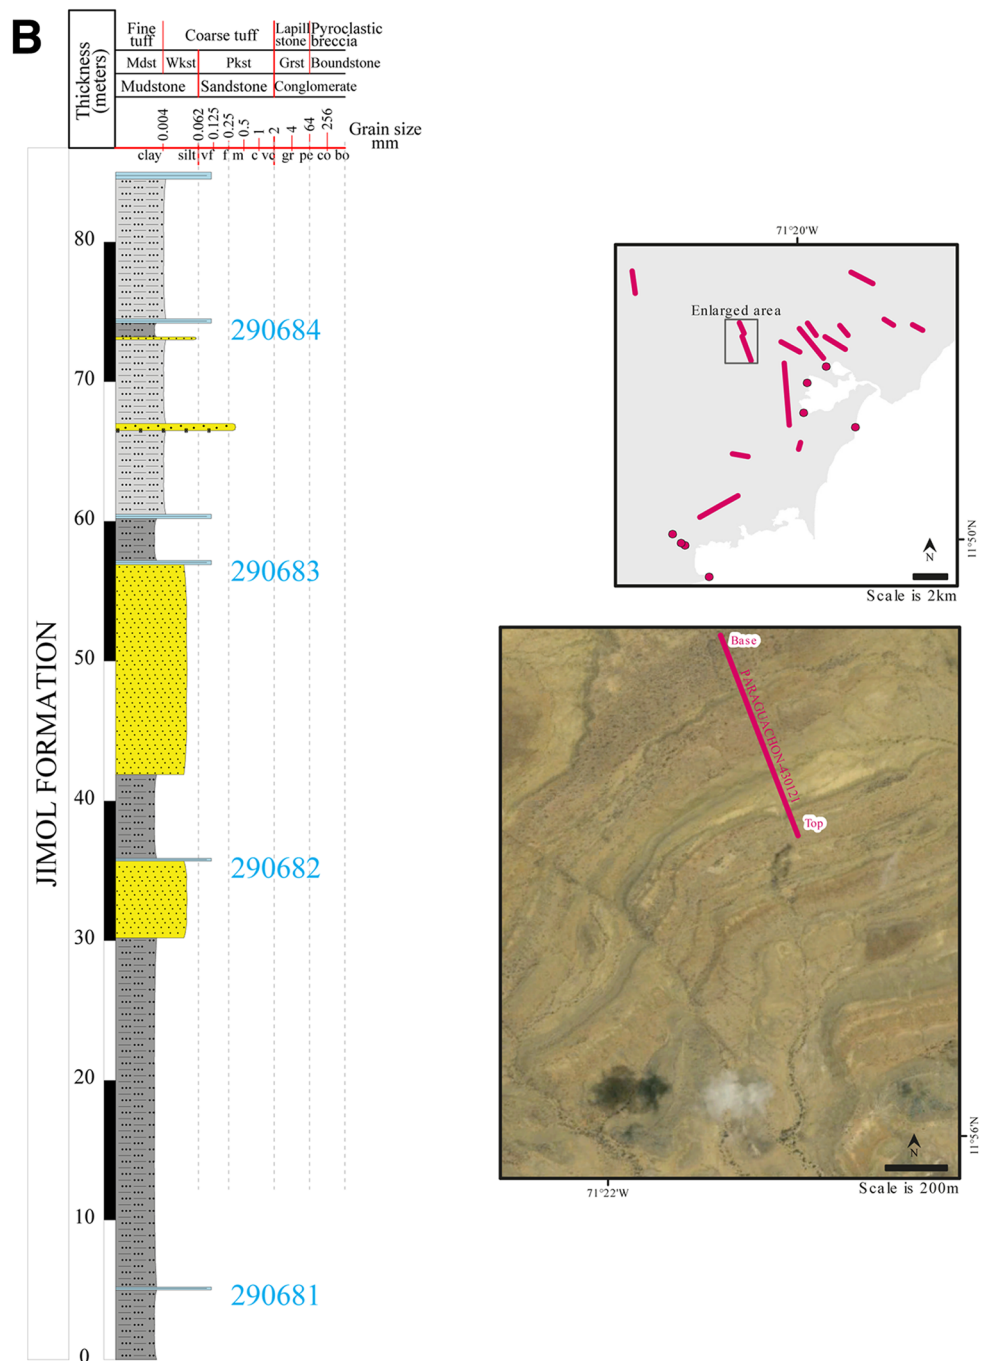 B
Thickness
(meters)
Fine
tuff
Coarse tuff
Lapill
stone
Pyroclastic
breccia
Mdst
Wkst
Pkst
Grst
Boundstone
Mudstone
Sandstone
Conglomerate
0.004
0.062
0.125
0.25
0.5
1
2
4
64
256
Grain size
mm
clay
silt
vf
f
m
c
vc
gr
pe
co
bo
JIMOL FORMATION
80
70
60
50
40
30
20
10
0
290684
290683
290682
290681
71°20'W
Enlarged area
11°50'N
N
Scale is 2km
Base
PARAGUACHON-430121
Top
11°56'N
N
Scale is 200m
71°22'W